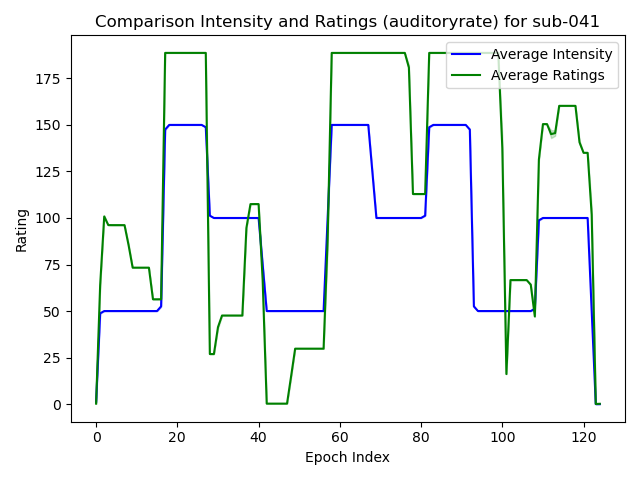 Comparison Intensity and Ratings (auditoryrate) for sub-041
Average Intensity
Average Ratings
Rating
175
150
125
100
75
50
25
0
0 20 40 60 80 100 120
Epoch Index